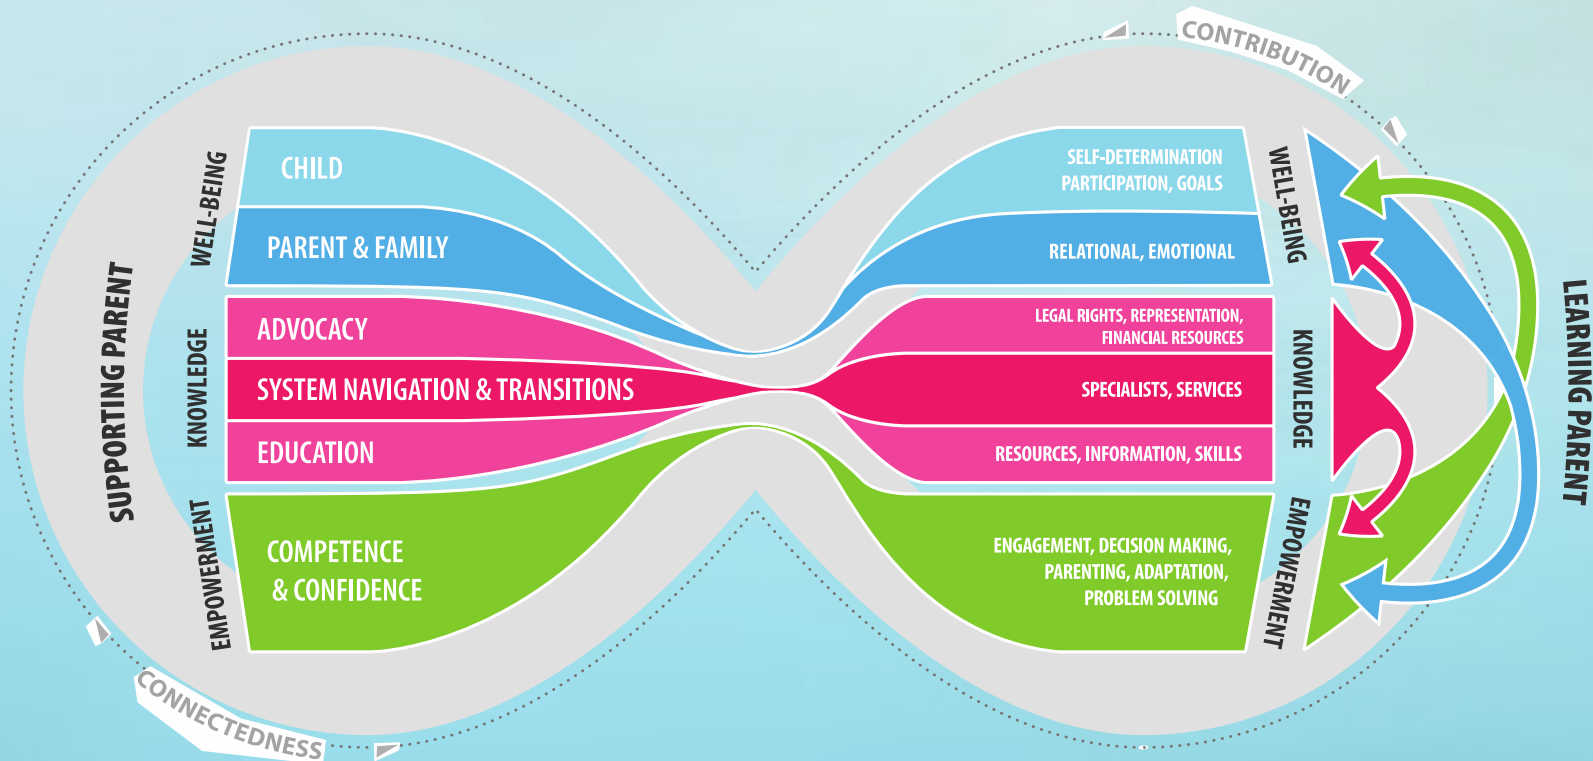 CONTRIBUTION
SUPPORTING PARENT
WELL-BEING
CHILD
PARENT & FAMILY
KNOWLEDGE
ADVOCACY
SYSTEM NAVIGATION & TRANSITIONS
EDUCATION
EMPOWERMENT
COMPETENCE
& CONFIDENCE
CONNECTEDNESS
SELF-DETERMINATION
PARTICIPATION, GOALS
RELATIONAL, EMOTIONAL
WELL-BEING
LEGAL RIGHTS, REPRESENTATION,
FINANCIAL RESOURCES
SPECIALISTS, SERVICES
RESOURCES, INFORMATION, SKILLS
KNOWLEDGE
ENGAGEMENT, DECISION MAKING,
PARENTING, ADAPTATION,
PROBLEM SOLVING
EMPOWERMENT
LEARNING PARENT